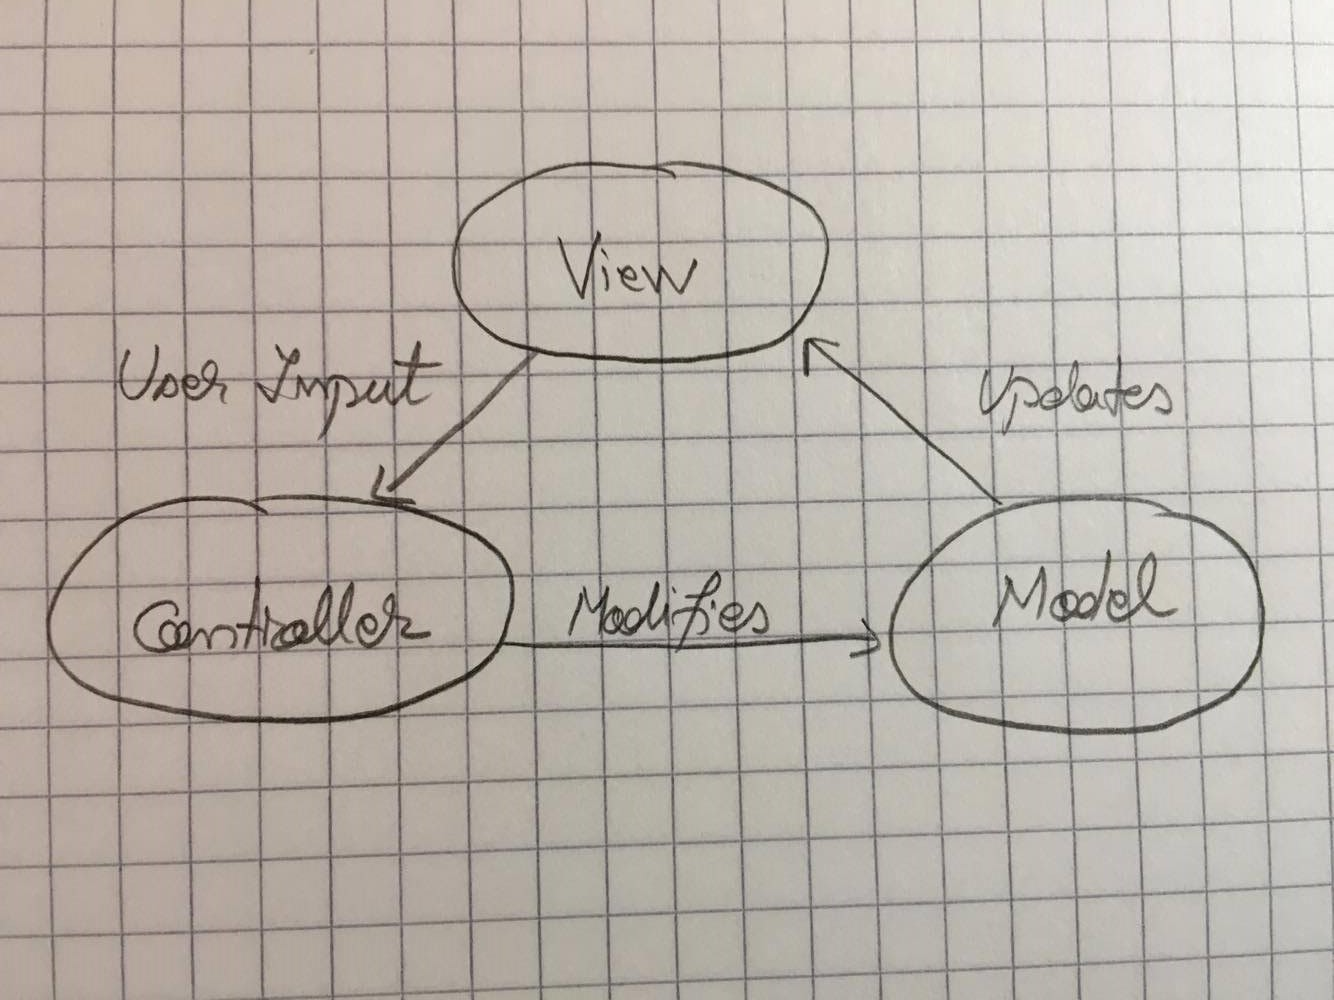 View
User Input
Updates
Controller
Modifies
Model